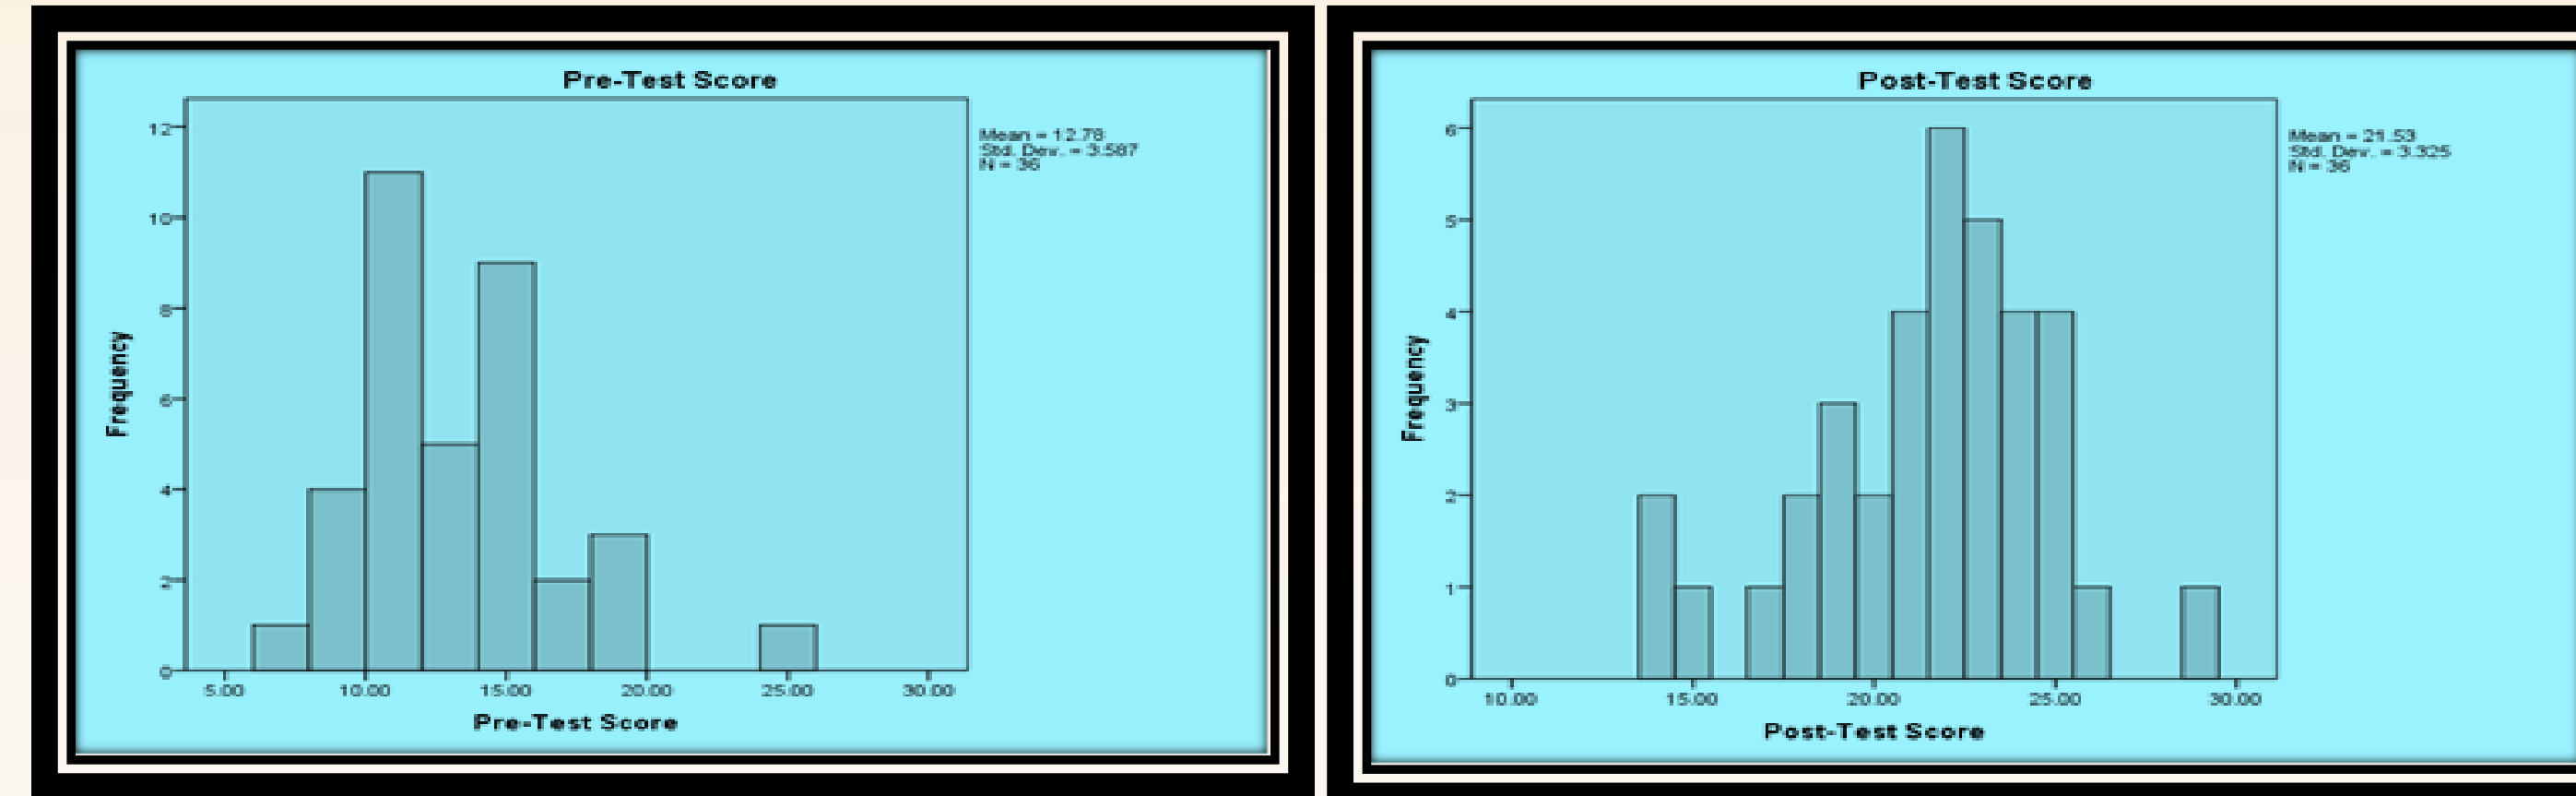 Pre-Test Score
12
10
8
6
4
2
0
Frequency
5.00 10.00 15.00 20.00 25.00 30.00
Pre-Test Score
Mean = 12.78
Std. Dev. = 3.587
N = 36
Post-Test Score
6
5
4
3
2
1
0
Frequency
10.00 15.00 20.00 25.00 30.00
Post-Test Score
Mean = 21.53
Std. Dev. = 3.325
N = 36